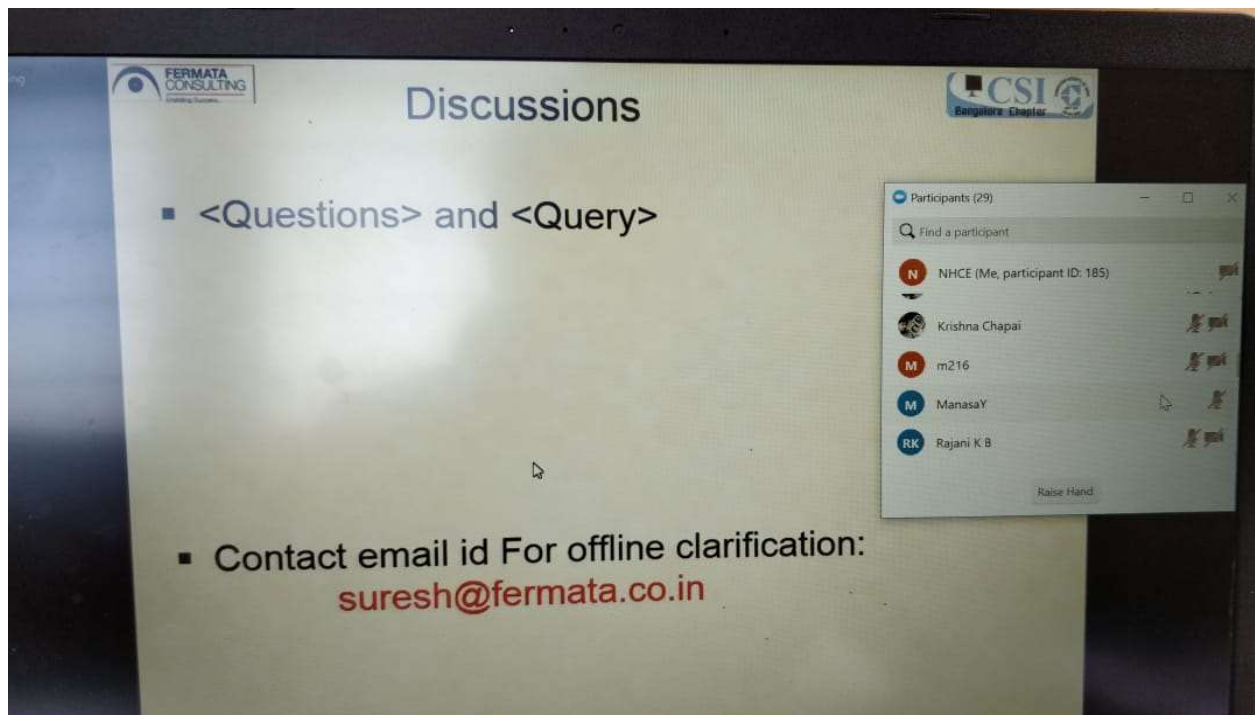 FERMATA
CONSULTING
Discussions
CSI
Bangalore Chapter
▪ <Questions> and <Query>
Participants (29)
Find a participant
N NHCE (Me, participant ID: 185)
Krishna Chapai
M m216
M ManasaY
RK Rajani K B
Raise Hand
▪ Contact email id For offline clarification:
suresh@fermata.co.in